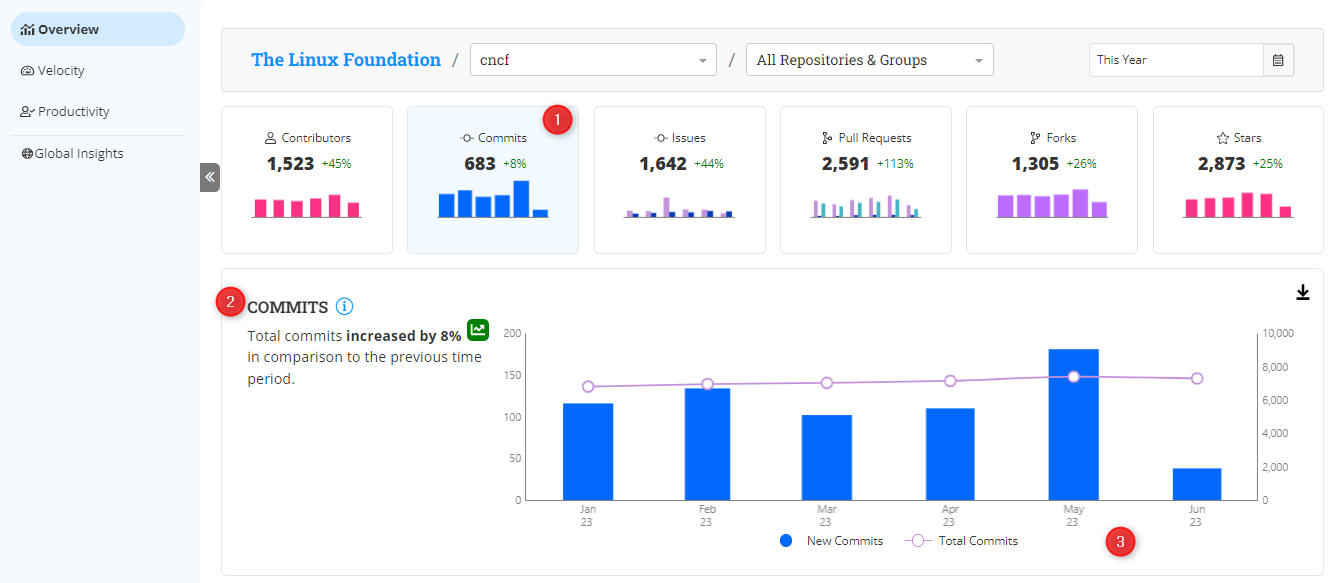 Overview
Velocity
Productivity
Global Insights
The Linux Foundation / cncf / All Repositories & Groups This Year
1
Contributors
1,523 +45%
Commits
683 +8%
Issues
1,642 +44%
Pull Requests
2,591 +113%
Forks
1,305 +26%
Stars
2,873 +25%
2
COMMITS
Total commits increased by 8%
in comparison to the previous time
period.
200
150
100
50
0
10,000
8,000
6,000
4,000
2,000
0
Jan Feb Mar Apr May Jun
23 23 23 23 23 23
New Commits Total Commits
3